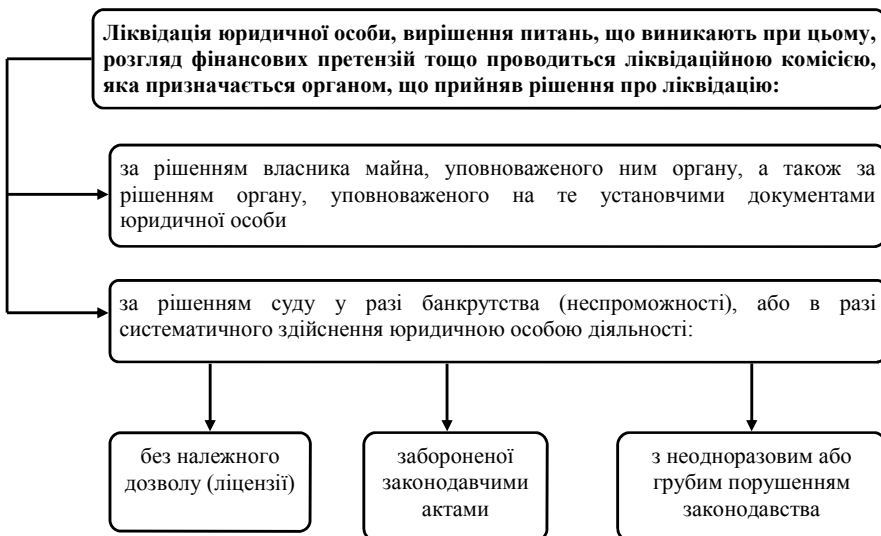 Ліквідація юридичної особи, вирішення питань, що виникають при цьому,
розгляд фінансових претензій тощо проводиться ліквідаційною комісією,
яка призначається органом, що прийняв рішення про ліквідацію:
за рішенням власника майна, уповноваженого ним органу, а також за
рішенням органу, уповноваженого на те установчими документами
юридичної особи
за рішенням суду у разі банкрутства (неспроможності), або в разі
систематичного здійснення юридичною особою діяльності:
без належного
дозволу (ліцензії)
забороненої
законодавчими
актами
з неодноразовим або
грубим порушенням
законодавства